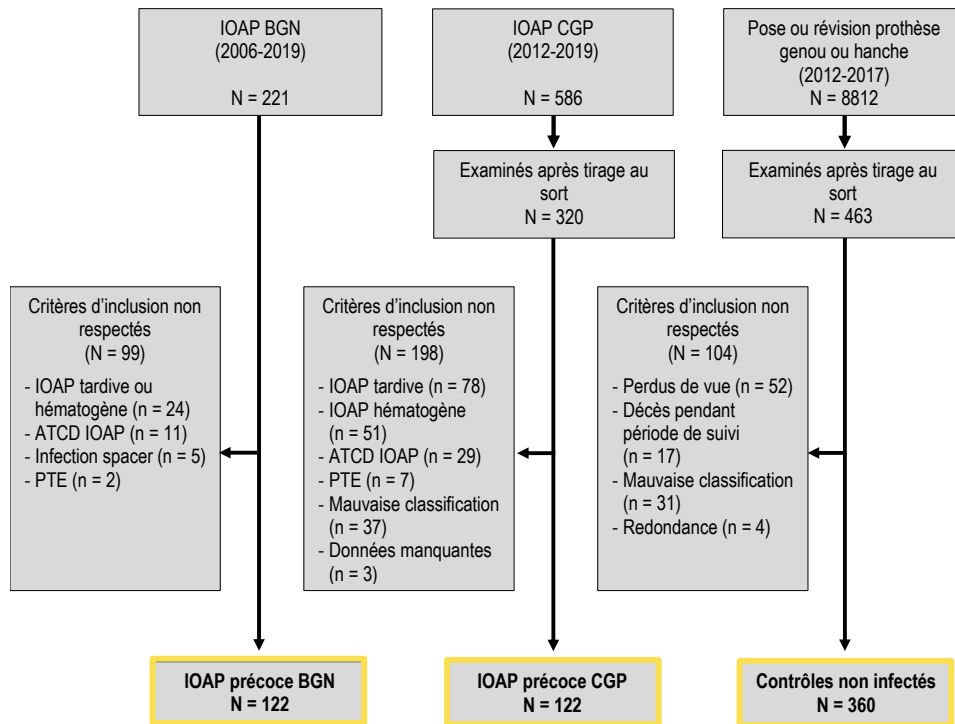 IOAP BGN
(2006-2019)
N = 221
IOAP CGP
(2012-2019)
N = 586
Pose ou révision prothèse
genou ou hanche
(2012-2017)
N = 8812
Examinés après tirage au
sort
N = 320
Examinés après tirage au
sort
N = 463
Critères d'inclusion non
respectés
(N = 99)
- IOAP tardive ou
hématogène (n = 24)
- ATCD IOAP (n = 11)
- Infection spacer (n = 5)
- PTE (n = 2)
Critères d'inclusion non
respectés
(N = 198)
- IOAP tardive (n = 78)
- IOAP hématogène
(n = 51)
- ATCD IOAP (n = 29)
- PTE (n = 7)
- Mauvaise classification
(n = 37)
- Données manquantes
(n = 3)
Critères d'inclusion non
respectés
(N = 104)
- Perdus de vue (n = 52)
- Décès pendant
période de suivi
(n = 17)
- Mauvaise classification
(n = 31)
- Redondance (n = 4)
IOAP précoce BGN
N = 122
IOAP précoce CGP
N = 122
Contrôles non infectés
N = 360